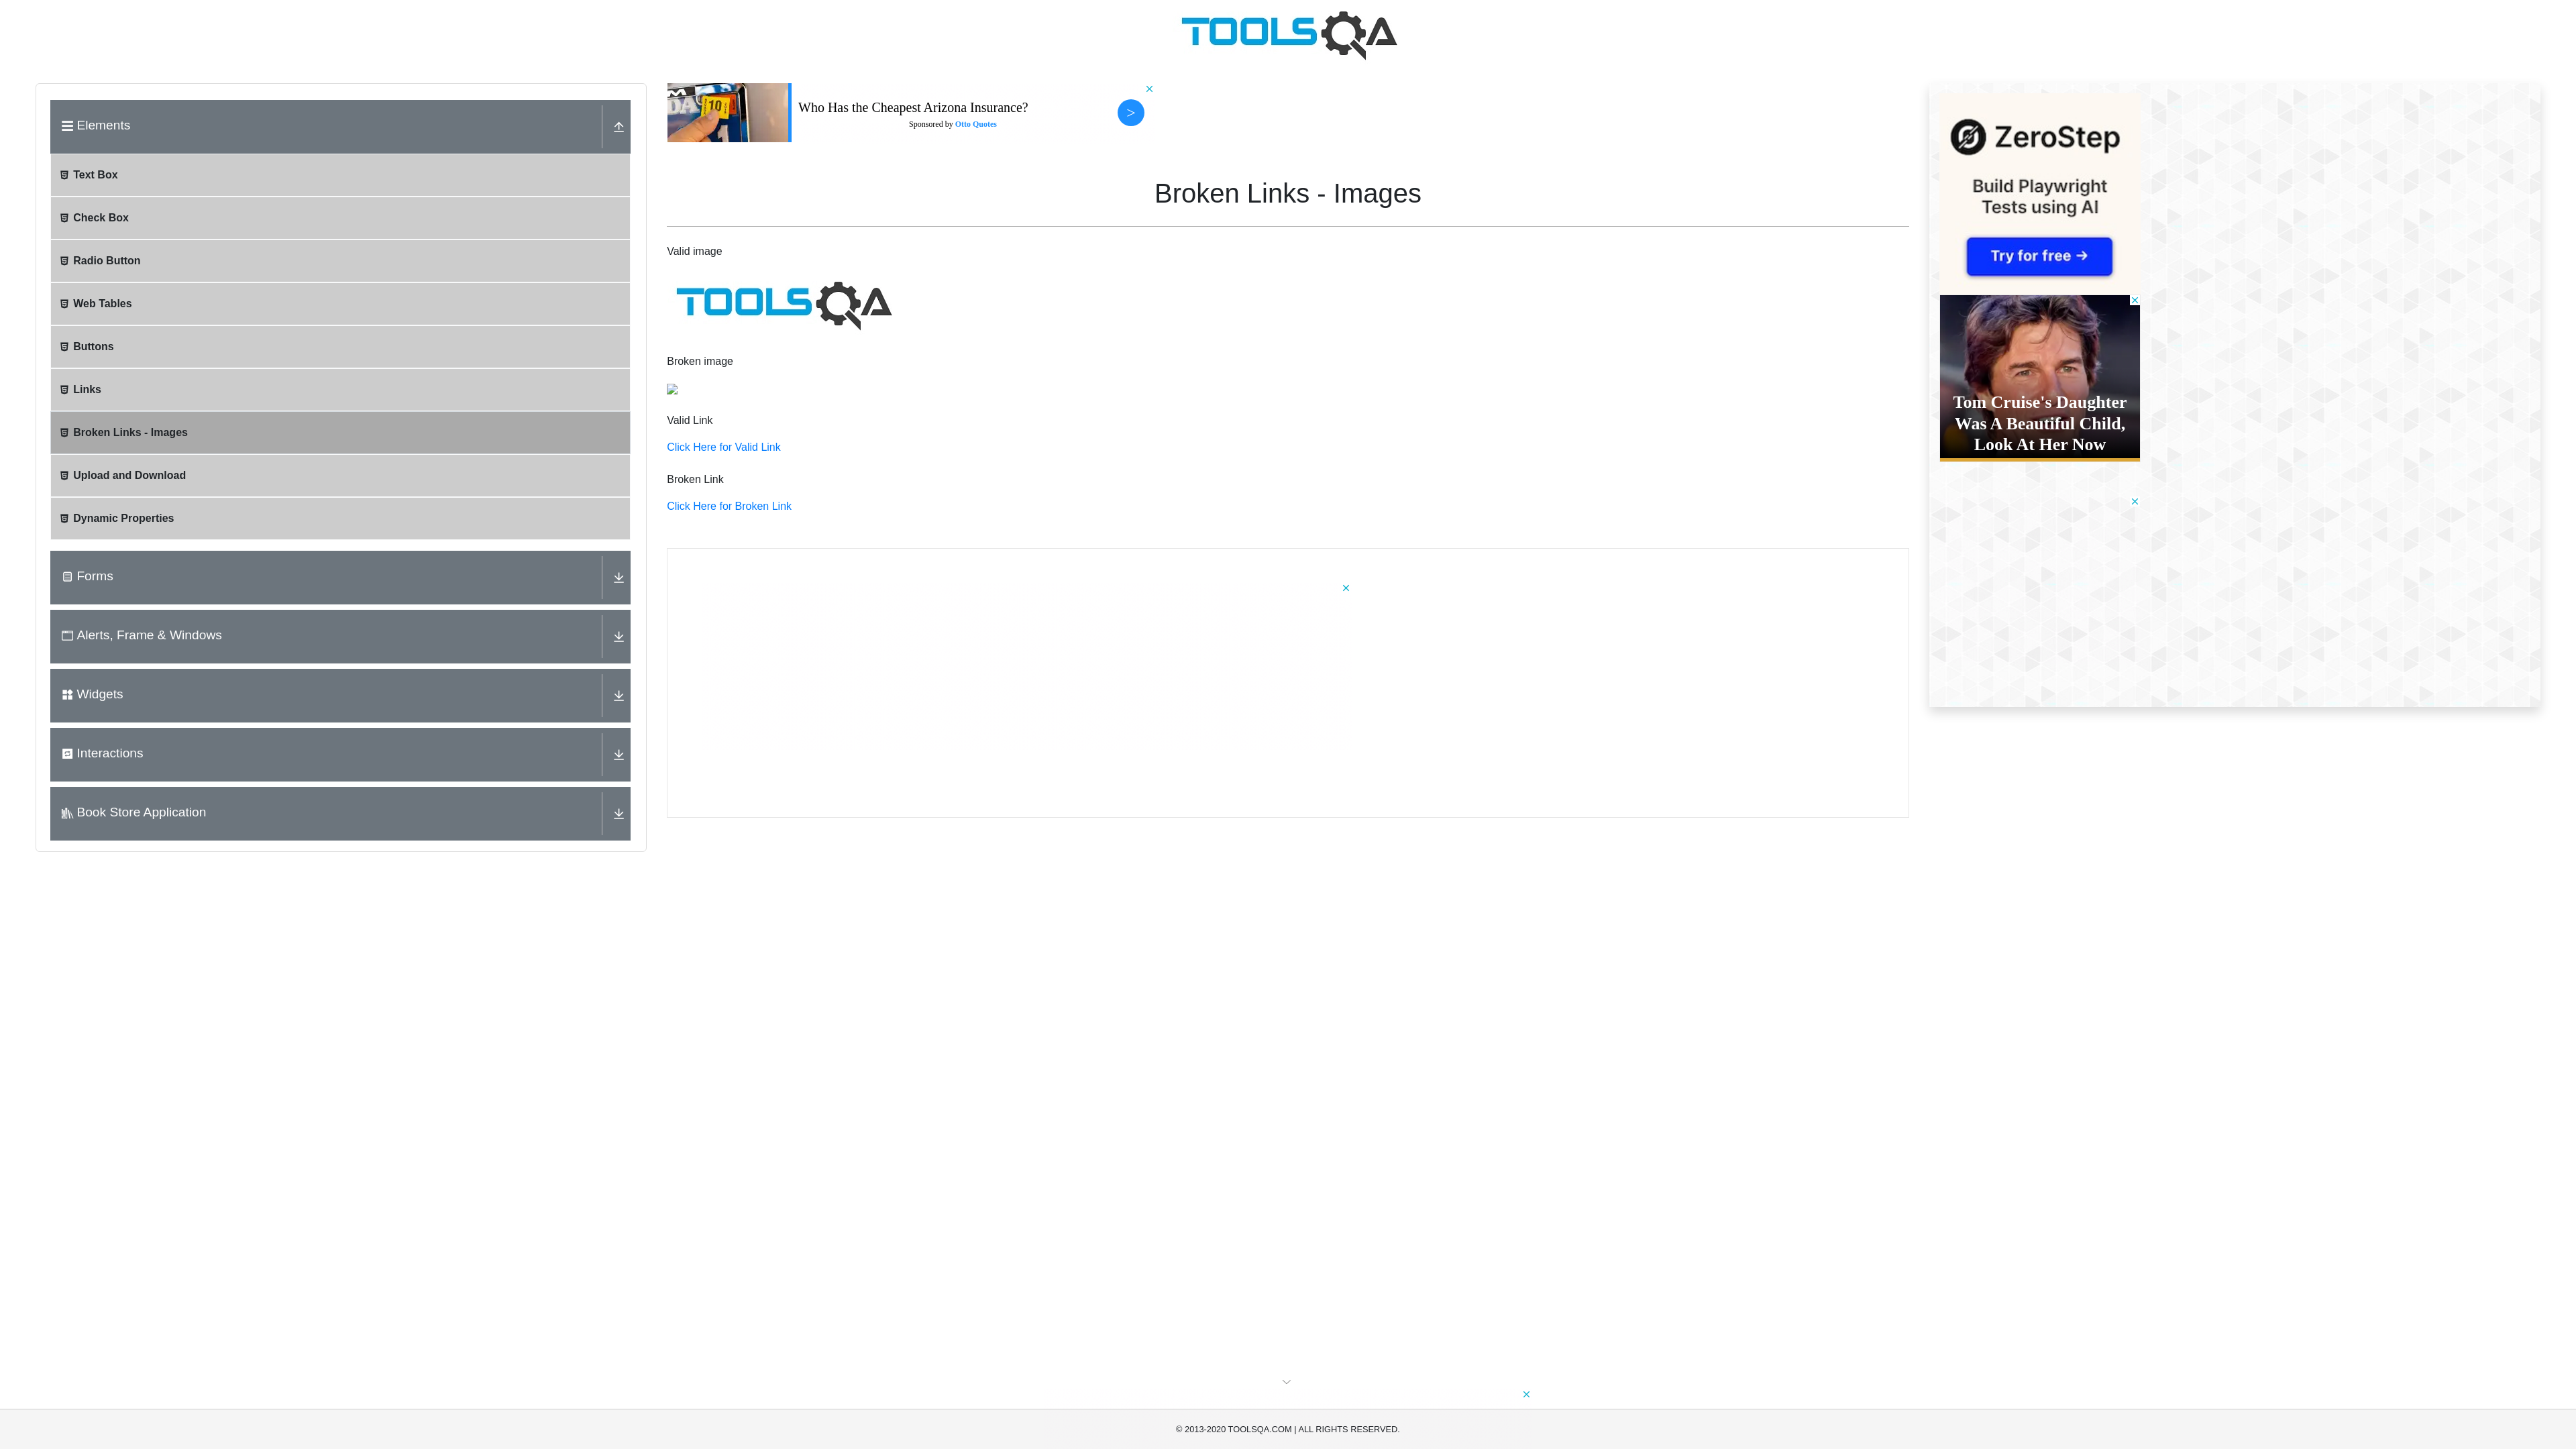 TOOLSQA
Elements
Text Box
Check Box
Radio Button
Web Tables
Buttons
Links
Broken Links - Images
Upload and Download
Dynamic Properties
Forms
Alerts, Frame & Windows
Widgets
Interactions
Book Store Application
10
Who Has the Cheapest Arizona Insurance?
Sponsored by Otto Quotes
>
Broken Links - Images
Valid image
TOOLSQA
Broken image
Valid Link
Click Here for Valid Link
Broken Link
Click Here for Broken Link
ZeroStep
Build Playwright
Tests using AI
Try for free →
Tom Cruise's Daughter
Was A Beautiful Child,
Look At Her Now
© 2013-2020 TOOLSQA.COM | ALL RIGHTS RESERVED.